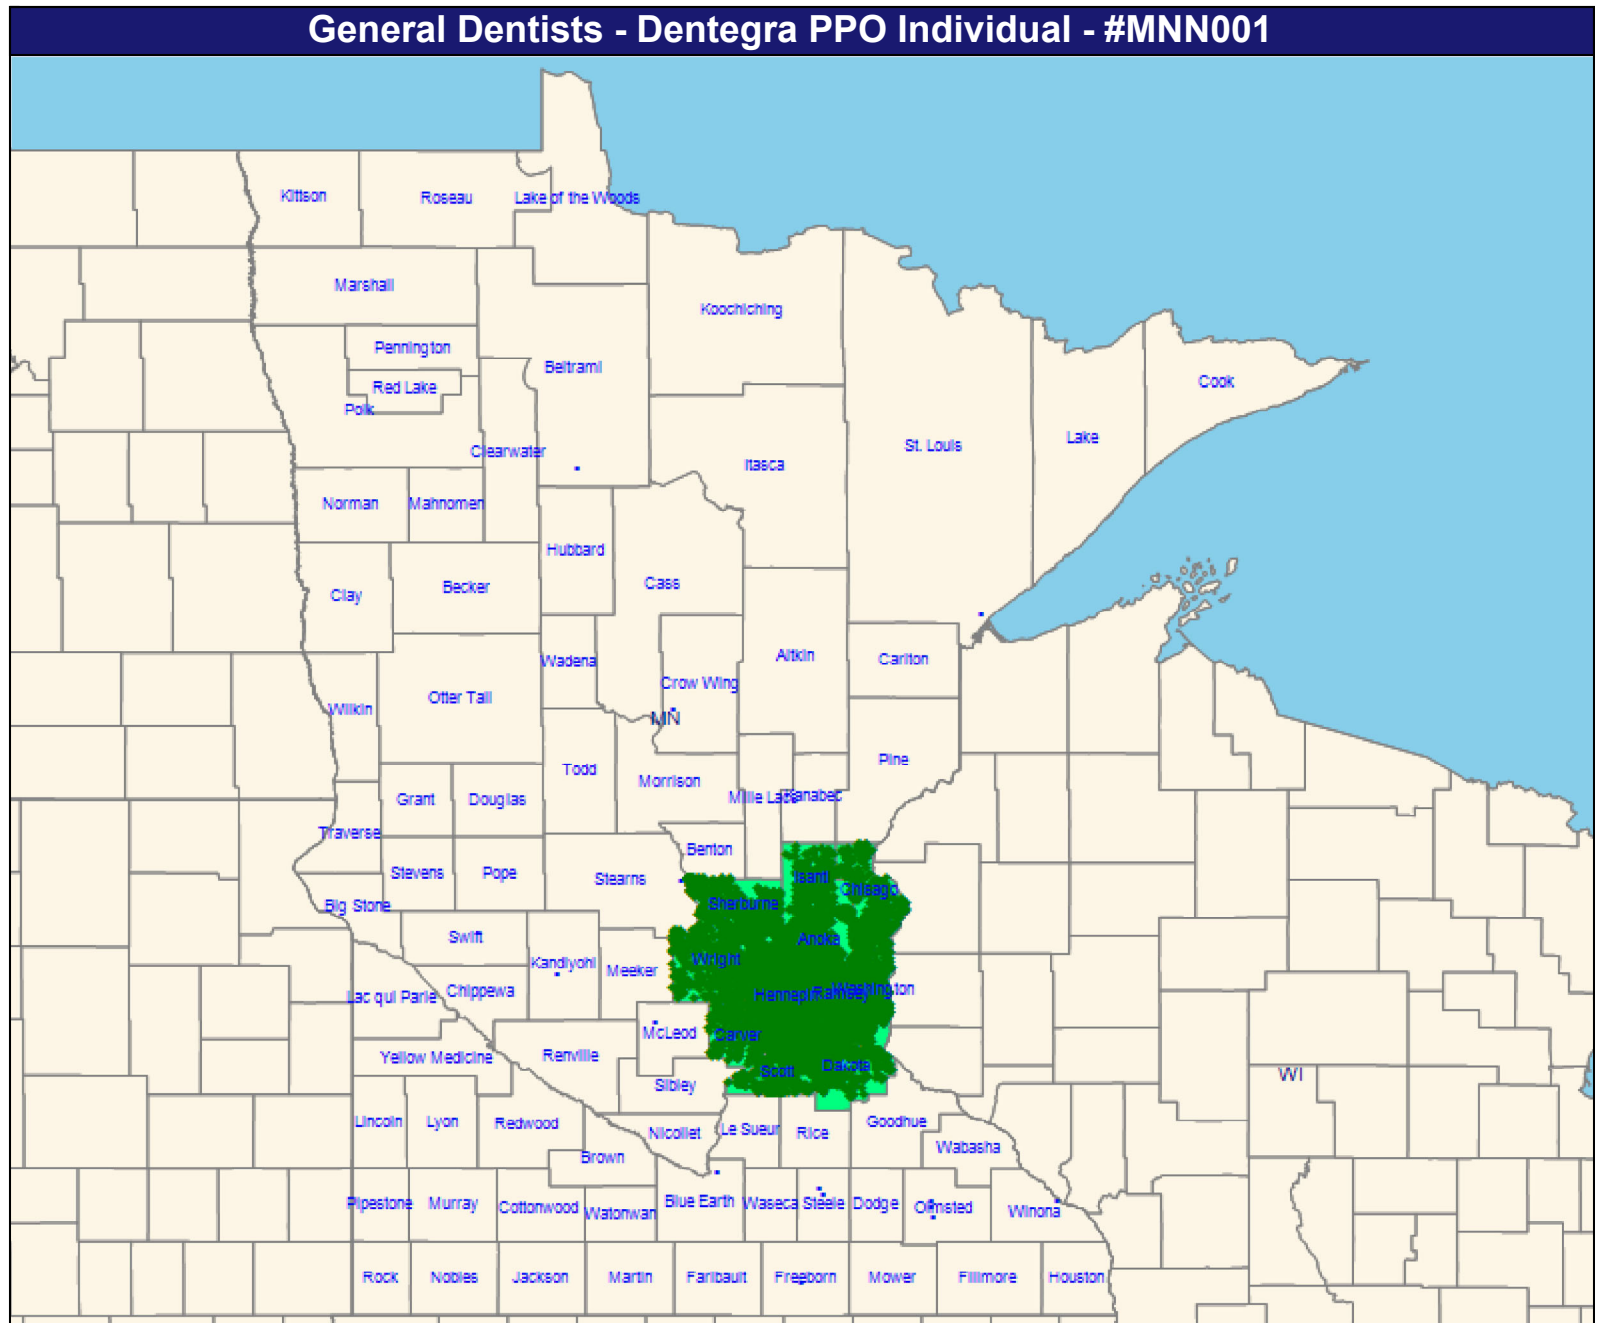 General Dentists - Dentegra PPO Individual - #MNN001
Kittson
Roseau
Lake of the Woods
Marshall
Koochiching
Pennington
Beltrami
Red Lake
Cook
Polk
Lake
St. Louis
Clearwater
Itasca
Norman
Mahnomen
Hubbard
Cass
Becker
Clay
Aitkin
Wadena
Carlton
Crow Wing
Otter Tail
Wilkin
MN
Pine
Todd
Morrison
Mille Lacs
Kanabec
Grant
Douglas
Traverse
Benton
Stevens
Pope
Stearns
Isanti
Chisago
Sherburne
Big Stone
Swift
Anoka
Wright
Kandiyohi
Meeker
Lac qui Parle
Chippewa
Hennepin
Ramsey
Washington
McLeod
Carver
Yellow Medicine
Renville
Scott
Dakota
WI
Sibley
Lincoln
Lyon
Redwood
Nicollet
Le Sueur
Rice
Goodhue
Wabasha
Brown
Pipestone
Murray
Cottonwood
Watonwan
Blue Earth
Waseca
Steele
Dodge
Olmsted
Winona
Rock
Nobles
Jackson
Martin
Faribault
Freeborn
Mower
Fillmore
Houston